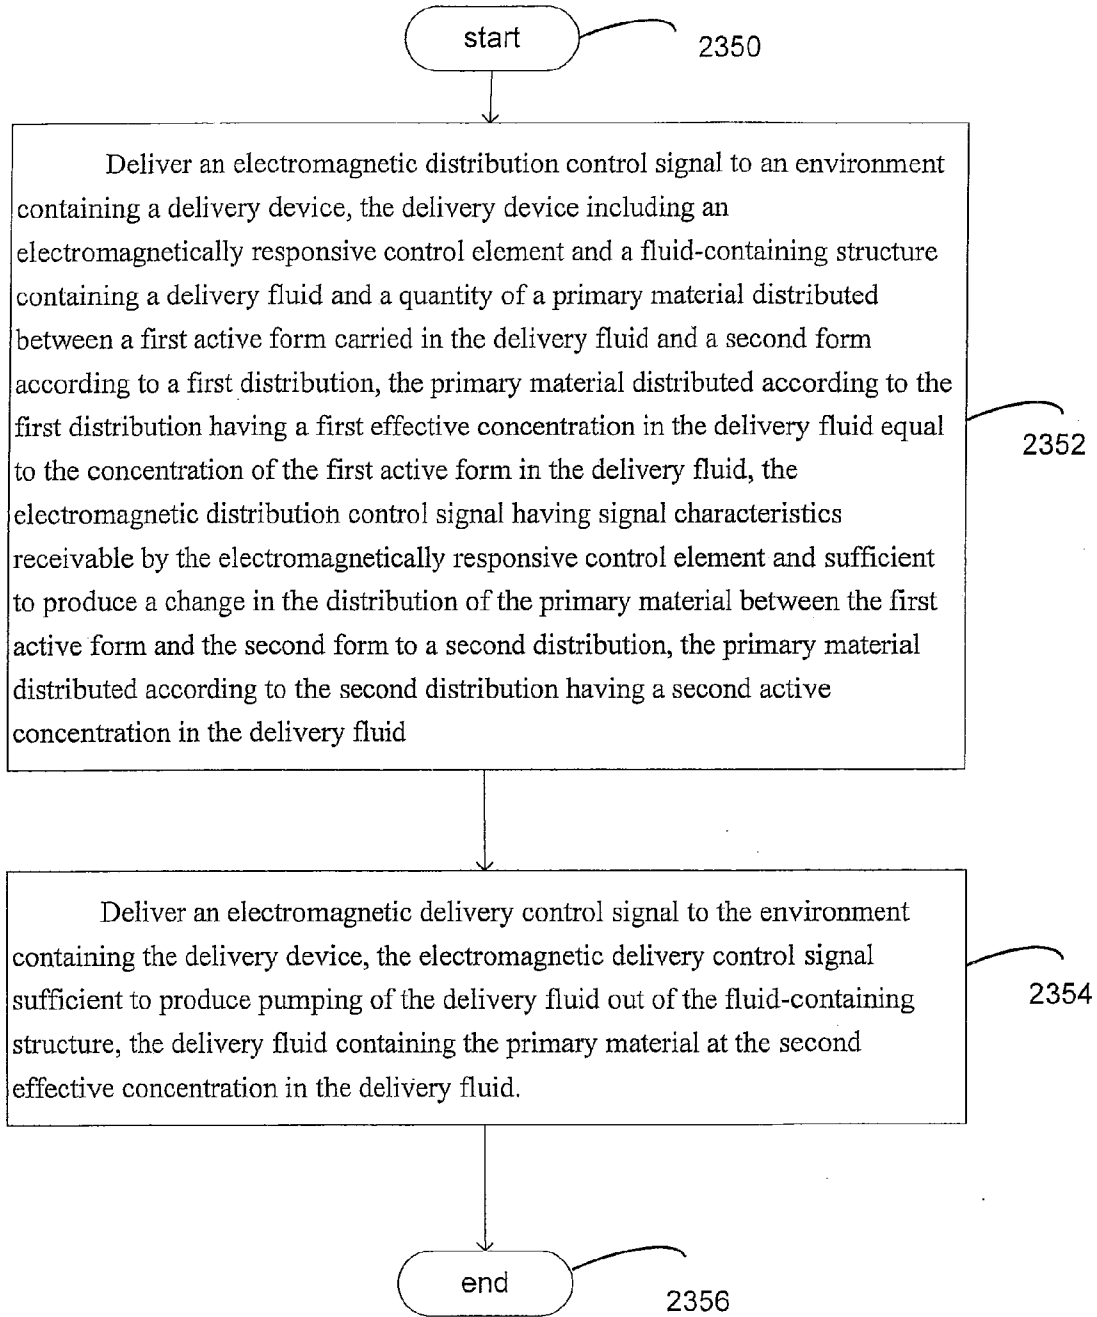 start
2350
Deliver an electromagnetic distribution control signal to an environment
containing a delivery device, the delivery device including an
electromagnetically responsive control element and a fluid-containing structure
containing a delivery fluid and a quantity of a primary material distributed
between a first active form carried in the delivery fluid and a second form
according to a first distribution, the primary material distributed according to the
first distribution having a first effective concentration in the delivery fluid equal
to the concentration of the first active form in the delivery fluid, the
electromagnetic distribution control signal having signal characteristics
receivable by the electromagnetically responsive control element and sufficient
to produce a change in the distribution of the primary material between the first
active form and the second form to a second distribution, the primary material
distributed according to the second distribution having a second active
concentration in the delivery fluid
2352
Deliver an electromagnetic delivery control signal to the environment
containing the delivery device, the electromagnetic delivery control signal
sufficient to produce pumping of the delivery fluid out of the fluid-containing
structure, the delivery fluid containing the primary material at the second
effective concentration in the delivery fluid.
2354
end
2356